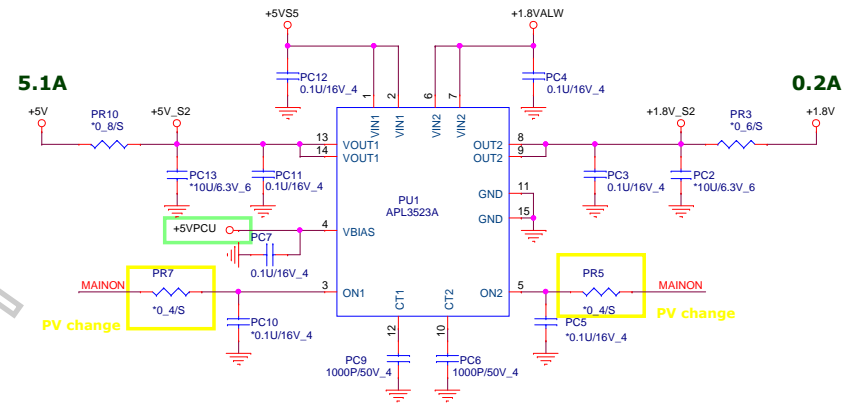 +5VS5
+1.8VALW
5.1A
PC12
0.1U/16V_4
PC4
0.1U/16V_4
0.2A
1
2
6
7
VIN1
VIN1
VIN2
VIN2
+5V
PR10
*0_8/S
+5V_S2
13
14
VOUT1
VOUT1
OUT2
OUT2
8
9
+1.8V_S2
PR3
*0_6/S
+1.8V
PC13
*10U/6.3V_6
PC11
0.1U/16V_4
PU1
APL3523A
GND
11
GND
15
PC3
0.1U/16V_4
PC2
*10U/6.3V_6
+5VPCU
4
VBIAS
PC7
0.1U/16V_4
MAINON
PR7
*0_4/S
3
ON1
CT1
CT2
ON2
5
PR5
*0_4/S
MAINON
PV change
PV change
PC10
*0.1U/16V_4
12
10
PC5
*0.1U/16V_4
PC9
1000P/50V_4
PC6
1000P/50V_4